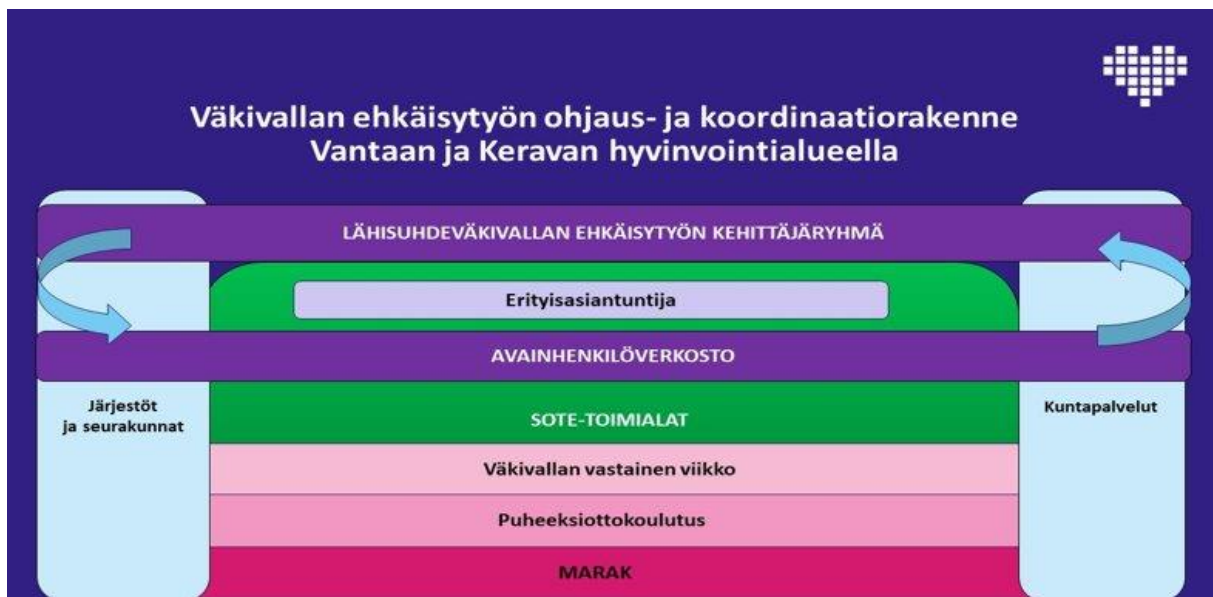 Väkivallan ehkäisytyön ohjaus- ja koordinaatiorakenne
Vantaan ja Keravan hyvinvointialueella
LÄHISUHDEVÄKIVALLAN EHKÄISYTYÖN KEHITTÄJÄRYHMÄ
Erityisasiantuntija
AVAINHENKILÖVERKOSTO
Järjestöt
ja seurakunnat
SOTE-TOIMIALAT
Kuntapalvelut
Väkivallan vastainen viikko
Puheeksiottokoulutus
MARAK